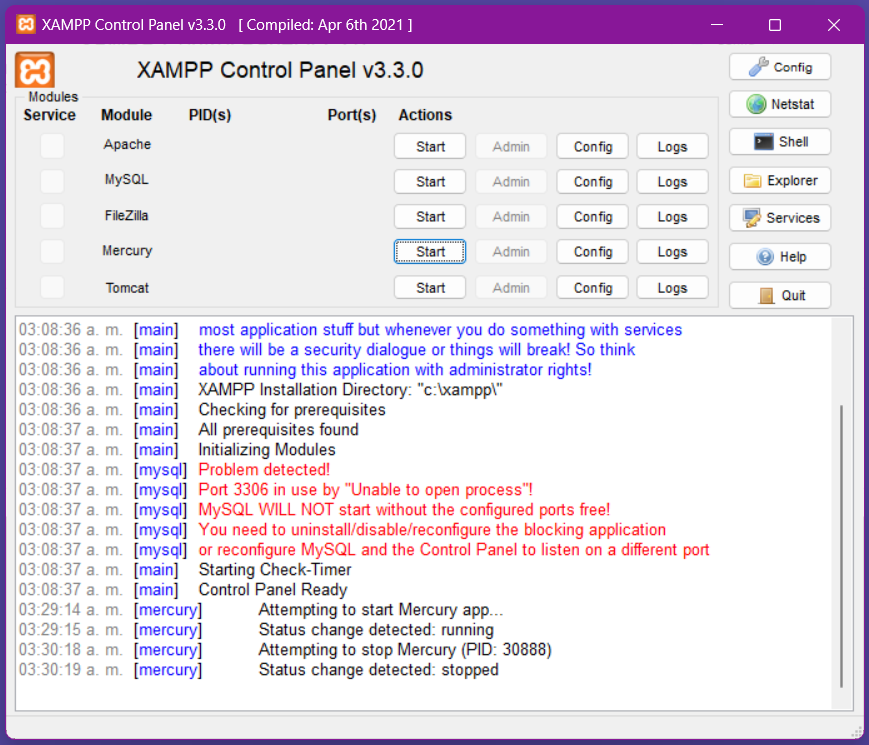 XAMPP Control Panel v3.3.0 [ Compiled: Apr 6th 2021 ]
XAMPP Control Panel v3.3.0
Config
Modules
Service Module PID(s) Port(s) Actions
Netstat
Apache Start Admin Config Logs
Shell
MySQL Start Admin Config Logs
Explorer
FileZilla Start Admin Config Logs
Services
Mercury Start Admin Config Logs
Help
Tomcat Start Admin Config Logs
Quit
03:08:36 a. m. [main] most application stuff but whenever you do something with services
03:08:36 a. m. [main] there will be a security dialogue or things will break! So think
03:08:36 a. m. [main] about running this application with administrator rights!
03:08:36 a. m. [main] XAMPP Installation Directory: "c:\xampp\"
03:08:36 a. m. [main] Checking for prerequisites
03:08:37 a. m. [main] All prerequisites found
03:08:37 a. m. [main] Initializing Modules
03:08:37 a. m. [mysql] Problem detected!
03:08:37 a. m. [mysql] Port 3306 in use by "Unable to open process"!
03:08:37 a. m. [mysql] MySQL WILL NOT start without the configured ports free!
03:08:37 a. m. [mysql] You need to uninstall/disable/reconfigure the blocking application
03:08:37 a. m. [mysql] or reconfigure MySQL and the Control Panel to listen on a different port
03:08:37 a. m. [main] Starting Check-Timer
03:08:37 a. m. [main] Control Panel Ready
03:29:14 a. m. [mercury] Attempting to start Mercury app...
03:29:15 a. m. [mercury] Status change detected: running
03:30:18 a. m. [mercury] Attempting to stop Mercury (PID: 30888)
03:30:19 a. m. [mercury] Status change detected: stopped